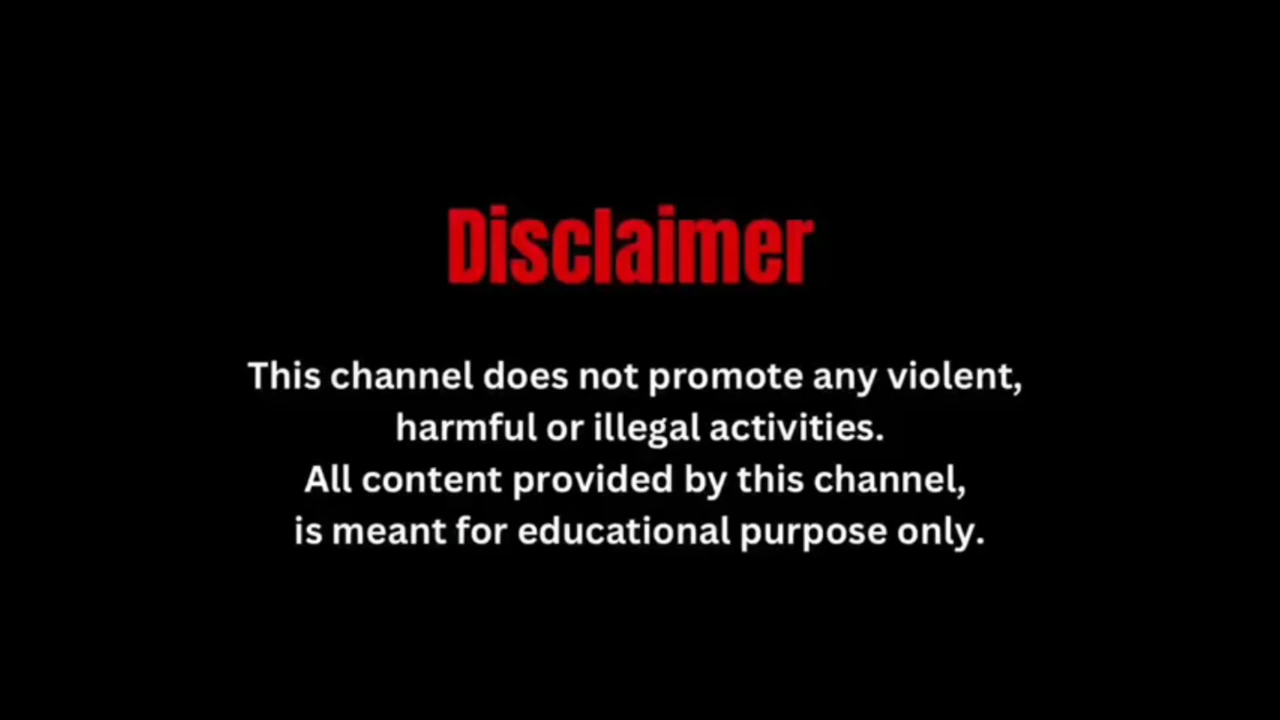 Disclaimer
This channel does not promote any violent,
harmful or illegal activities.
All content provided by this channel,
is meant for educational purpose only.